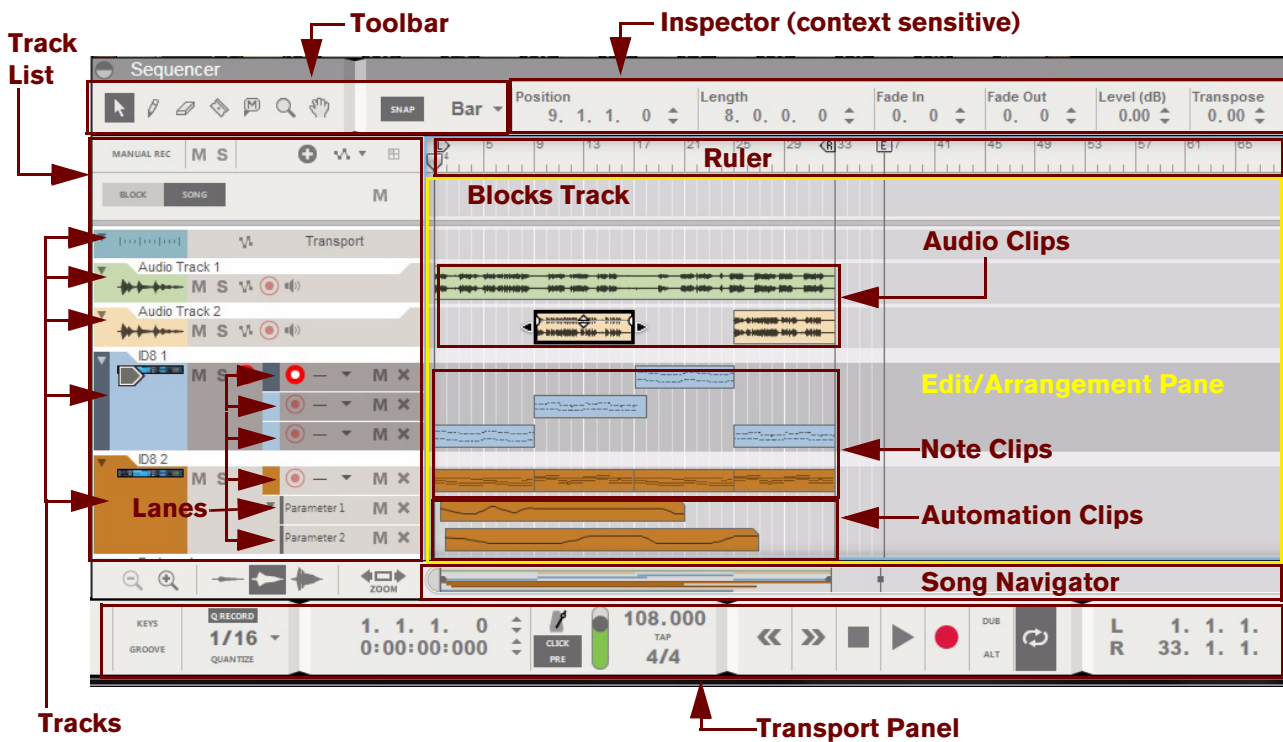 Toolbar
Inspector (context sensitive)
Track
List
Sequencer
SNAP
Bar
Position
9. 1. 1. 0
Length
8. 0. 0. 0
Fade In
0. 0
Fade Out
0. 0
Level (dB)
0.00
Transpose
0.00
MANUAL REC
M S
L
5
9
13
17
21
25
29
R
33
E
41
45
49
53
57
61
65
Ruler
BLOCK
SONG
M
Blocks Track
Transport
Audio Clips
Audio Track 1
M S
Audio Track 2
M S
ID8 1
M S
M
M
M
Edit/Arrangement Pane
Note Clips
ID8 2
M S
M
Lanes
Parameter 1
M
Parameter 2
M
Automation Clips
ZOOM
Song Navigator
KEYS
GROOVE
Q RECORD
1/16
QUANTIZE
1. 1. 1. 0
0:00:00:000
CLICK
PRE
108.000
TAP
4/4
DUB
ALT
L 1. 1. 1.
R 33. 1. 1.
Tracks
Transport Panel